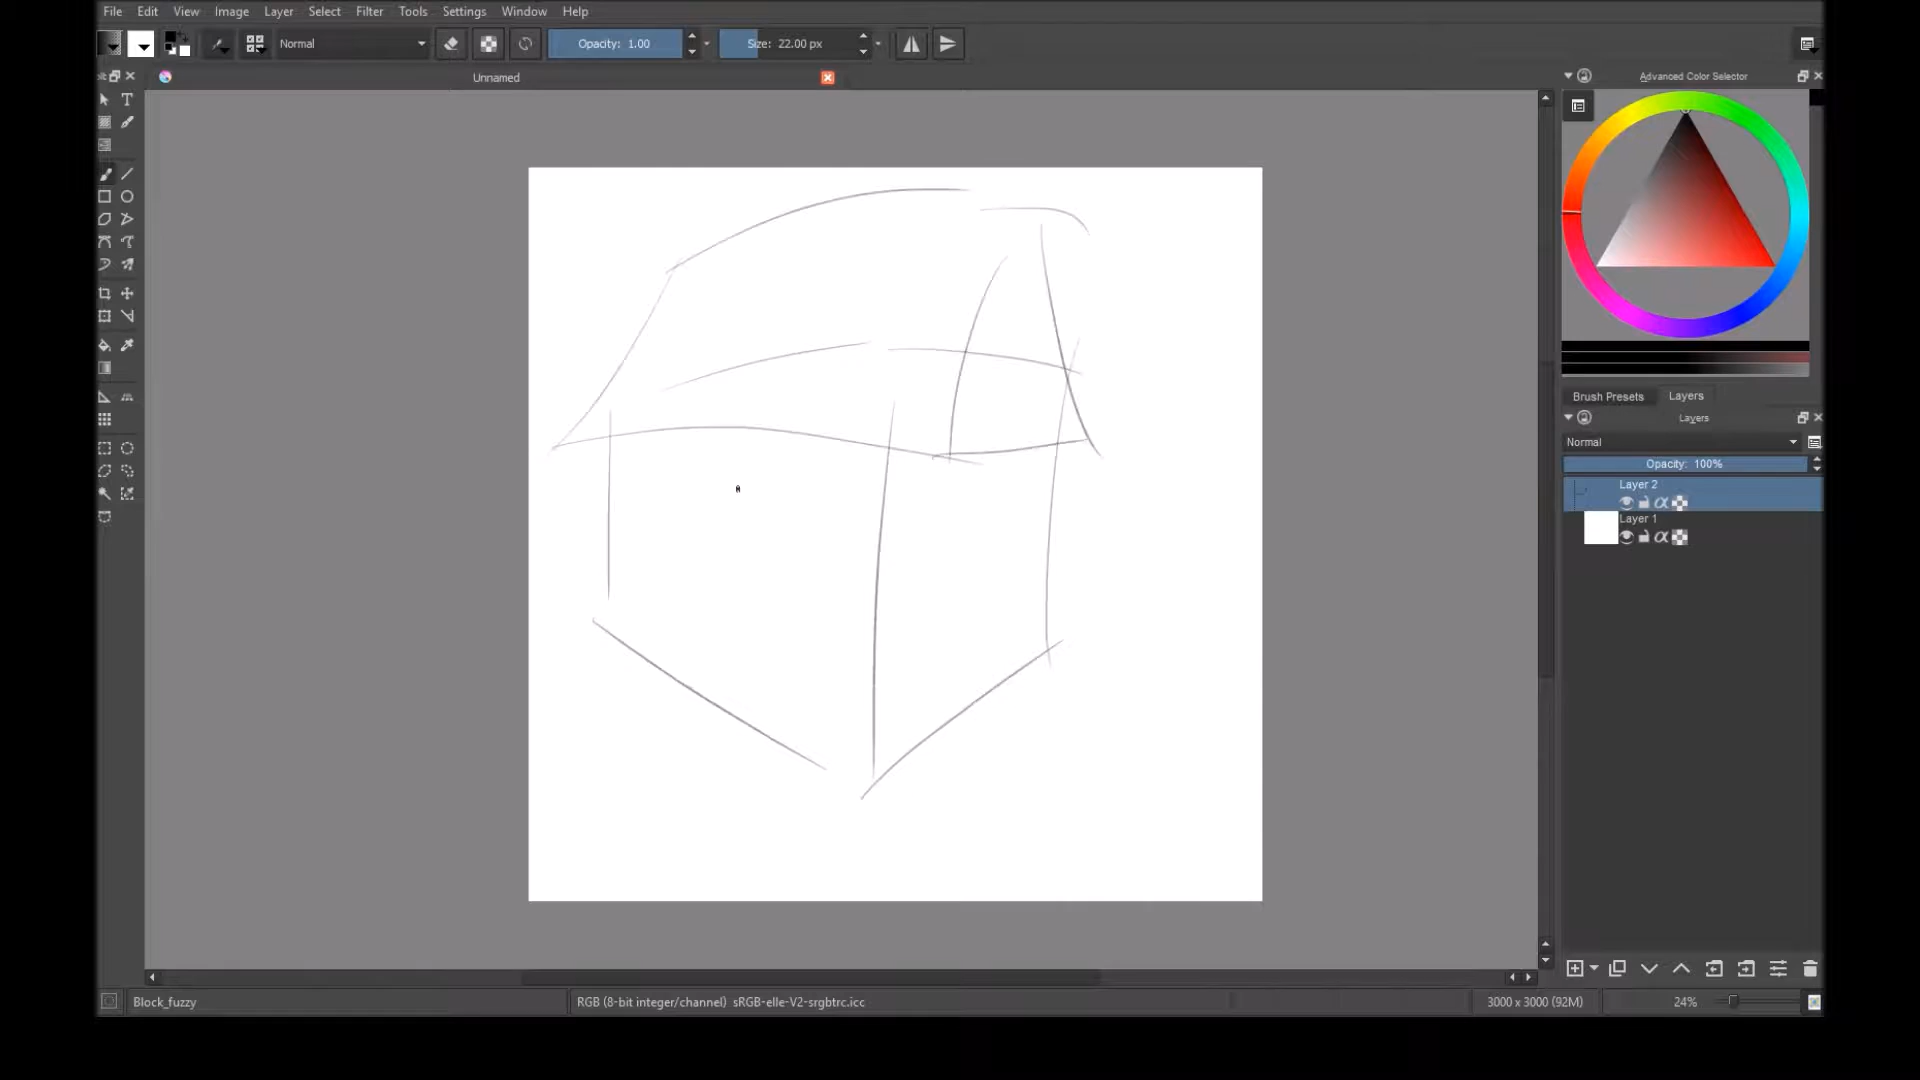 File Edit View Image Layer Select Filter Tools Settings Window Help
Normal Opacity: 1.00 Size: 22.00 px
Unnamed
Advanced Color Selector
Brush Presets Layers
Layers
Normal
Opacity: 100%
Layer 2
Layer 1
Block_fuzzy RGB (8-bit integer/channel) sRGB-elle-V2-srgbtrc.icc 3000 x 3000 (92M) 24%